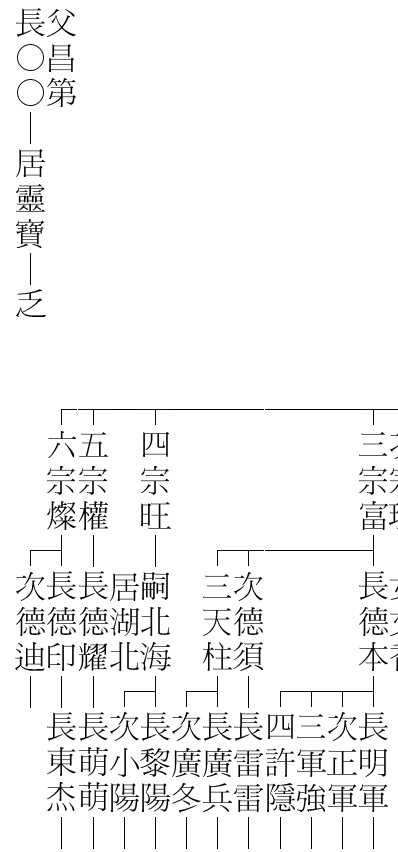 父昌第
長〇〇—居靈寶—乏
三宗富
四宗旺
五宗權
六宗燦
長德本
次德須
三天柱
嗣北海
居湖北
長德耀
長德印
次德迪
長明軍
次正軍
三軍強
四許隱
長雷雷
長廣兵
次廣冬
長黎陽
次小陽
長萌萌
長東杰